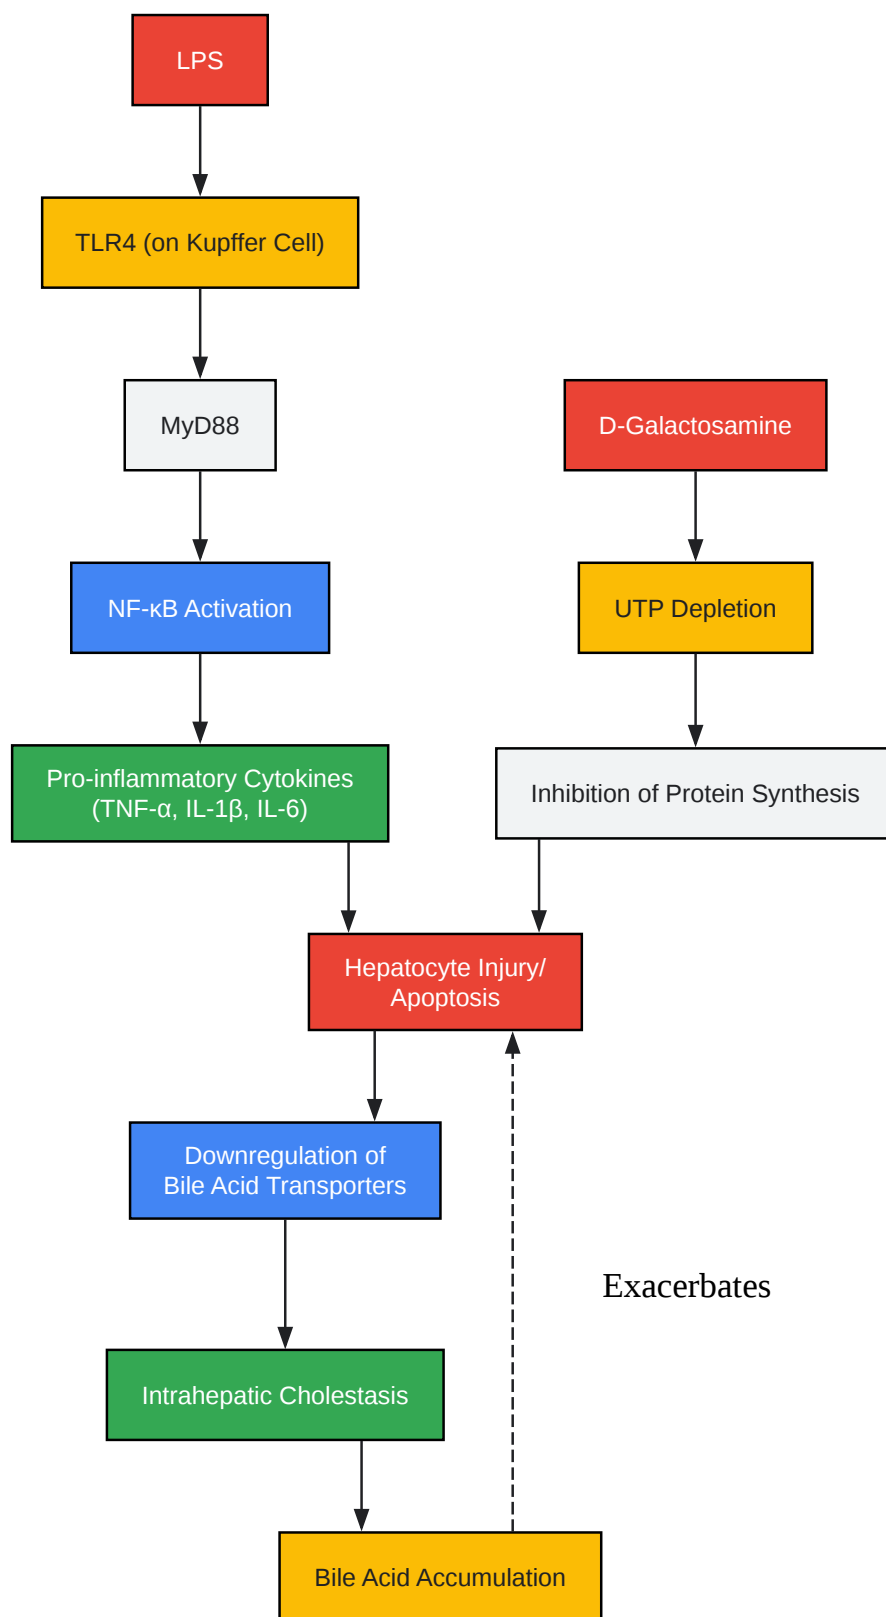 LPS
TLR4 (on Kupffer Cell)
MyD88
D-Galactosamine
NF-κB Activation
UTP Depletion
Pro-inflammatory Cytokines
(TNF-α, IL-1β, IL-6)
Inhibition of Protein Synthesis
Hepatocyte Injury/
Apoptosis
Downregulation of
Bile Acid Transporters
Exacerbates
Intrahepatic Cholestasis
Bile Acid Accumulation